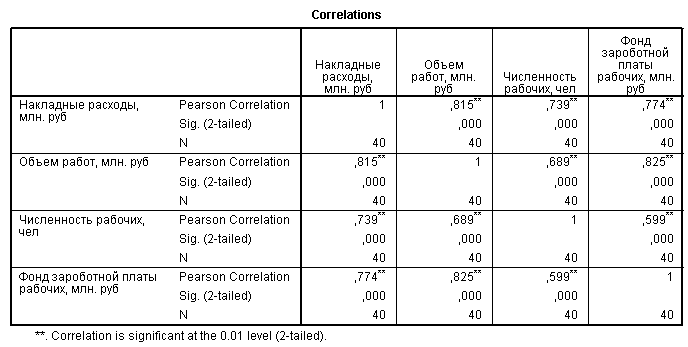 Correlations
Накладные расходы, млн. руб
Объем работ, млн. руб
Численность рабочих, чел
Фонд зароботной платы рабочих, млн. руб
Накладные расходы, млн. руб
Pearson Correlation 1 ,815** ,739** ,774**
Sig. (2-tailed) ,000 ,000 ,000
N 40 40 40 40
Объем работ, млн. руб
Pearson Correlation ,815** 1 ,689** ,825**
Sig. (2-tailed) ,000 ,000 ,000
N 40 40 40 40
Численность рабочих, чел
Pearson Correlation ,739** ,689** 1 ,599**
Sig. (2-tailed) ,000 ,000 ,000
N 40 40 40 40
Фонд зароботной платы рабочих, млн. руб
Pearson Correlation ,774** ,825** ,599** 1
Sig. (2-tailed) ,000 ,000 ,000
N 40 40 40 40
**. Correlation is significant at the 0.01 level (2-tailed).